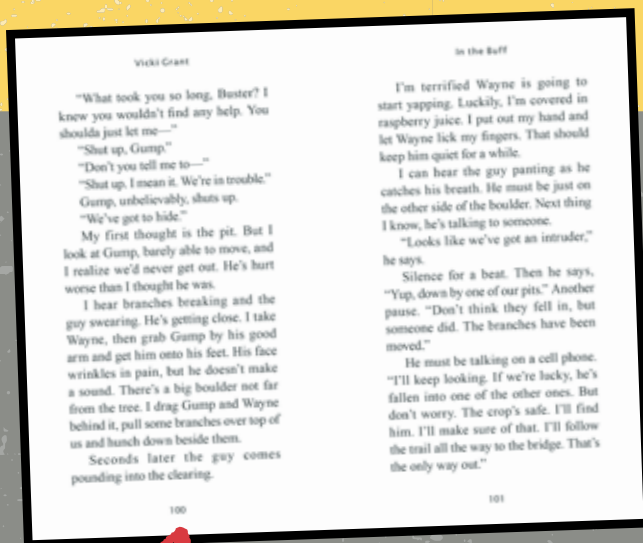 Vicki Grant
"What took you so long, Buster? I
knew you wouldn't find any help. You
shoulda just let me—"
"Shut up, Gump."
"Don't you tell me to—"
"Shut up. I mean it. We're in trouble."
Gump, unbelievably, shuts up.
"We've got to hide."
My first thought is the pit. But I
look at Gump, barely able to move, and
I realize we'd never get out. He's hurt
worse than I thought he was.
I hear branches breaking and the
guy swearing. He's getting close. I take
Wayne, then grab Gump by his good
arm and get him onto his feet. His face
wrinkles in pain, but he doesn't make
a sound. There's a big boulder not far
from the tree. I drag Gump and Wayne
behind it, pull some branches over top of
us and hunch down beside them.
Seconds later the guy comes
pounding into the clearing.
100
In the Buff
I'm terrified Wayne is going to
start yapping. Luckily, I'm covered in
raspberry juice. I put out my hand and
let Wayne lick my fingers. That should
keep him quiet for a while.
I can hear the guy panting as he
catches his breath. He must be just on
the other side of the boulder. Next thing
I know, he's talking to someone.
"Looks like we've got an intruder,"
he says.
Silence for a beat. Then he says,
"Yup, down by one of our pits." Another
pause. "Don't think they fell in, but
someone did. The branches have been
moved."
He must be talking on a cell phone.
"I'll keep looking. If we're lucky, he's
fallen into one of the other ones. But
don't worry. The crop's safe. I'll find
him. I'll make sure of that. I'll follow
the trail all the way to the bridge. That's
the only way out."
101